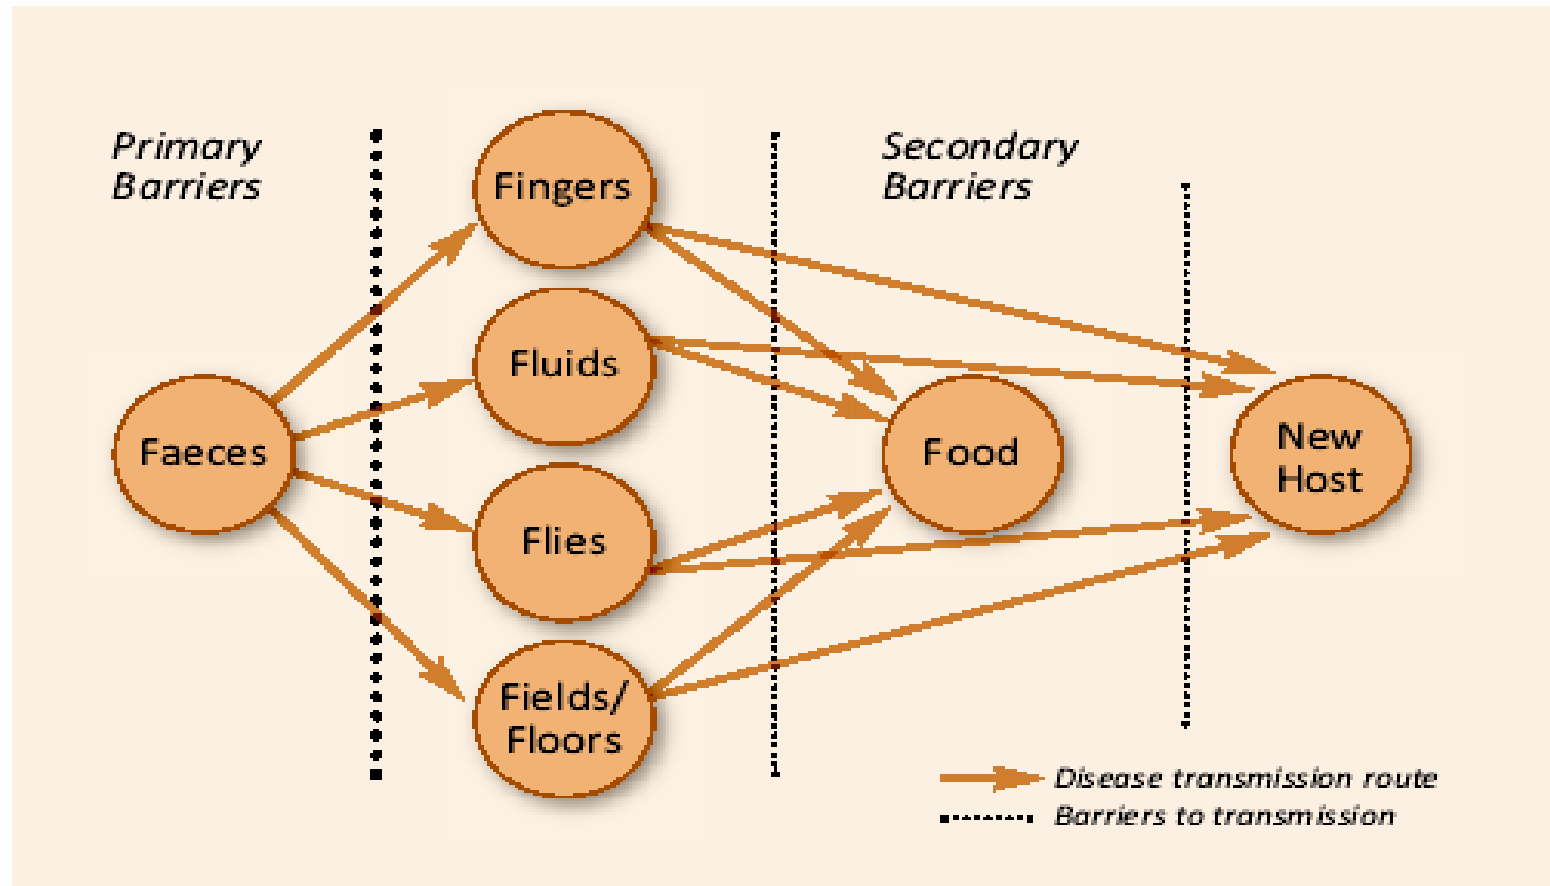 Primary
Barriers
Secondary
Barriers
Fingers
Fluids
Faeces
Food
New
Host
Flies
Fields/
Floors
Disease transmission route
Barriers to transmission